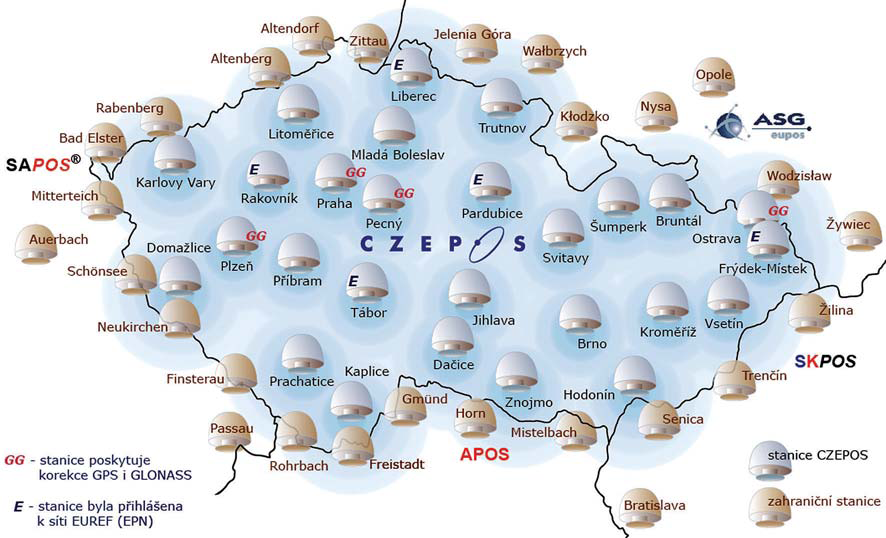 Altendorf
Zittau
Jelenia Góra
Wałbrzych
Altenberg
E
Liberec
Opole
Rabenberg
Litoměřice
Trutnov
Kłodzko
Nysa
ASG
eupos
Bad Elster
Mladá Boleslav
SAPOS®
Karlovy Vary
E
Rakovník
GG
Praha
GG
Pecný
E
Pardubice
Wodzisław
Mitterteich
Šumperk
Bruntál
GG
Ostrava
Żywiec
Auerbach
Domažlice
GG
Plzeň
CZEPOS
Svitavy
E
Frýdek-Místek
Schönsee
Příbram
E
Tábor
Jihlava
Neukirchen
Brno
Kroměříž
Vsetín
Žilina
SKPOS
Finsterau
Prachatice
Kaplice
Dačice
Trenčín
Gmünd
Znojmo
Hodonín
Passau
Horn
Mistelbach
Senica
Rohrbach
Freistadt
APOS
GG - stanice poskytuje
korekce GPS i GLONASS
stanice CZEPOS
E - stanice byla přihlášena
k síti EUREF (EPN)
Bratislava
zahraniční stanice